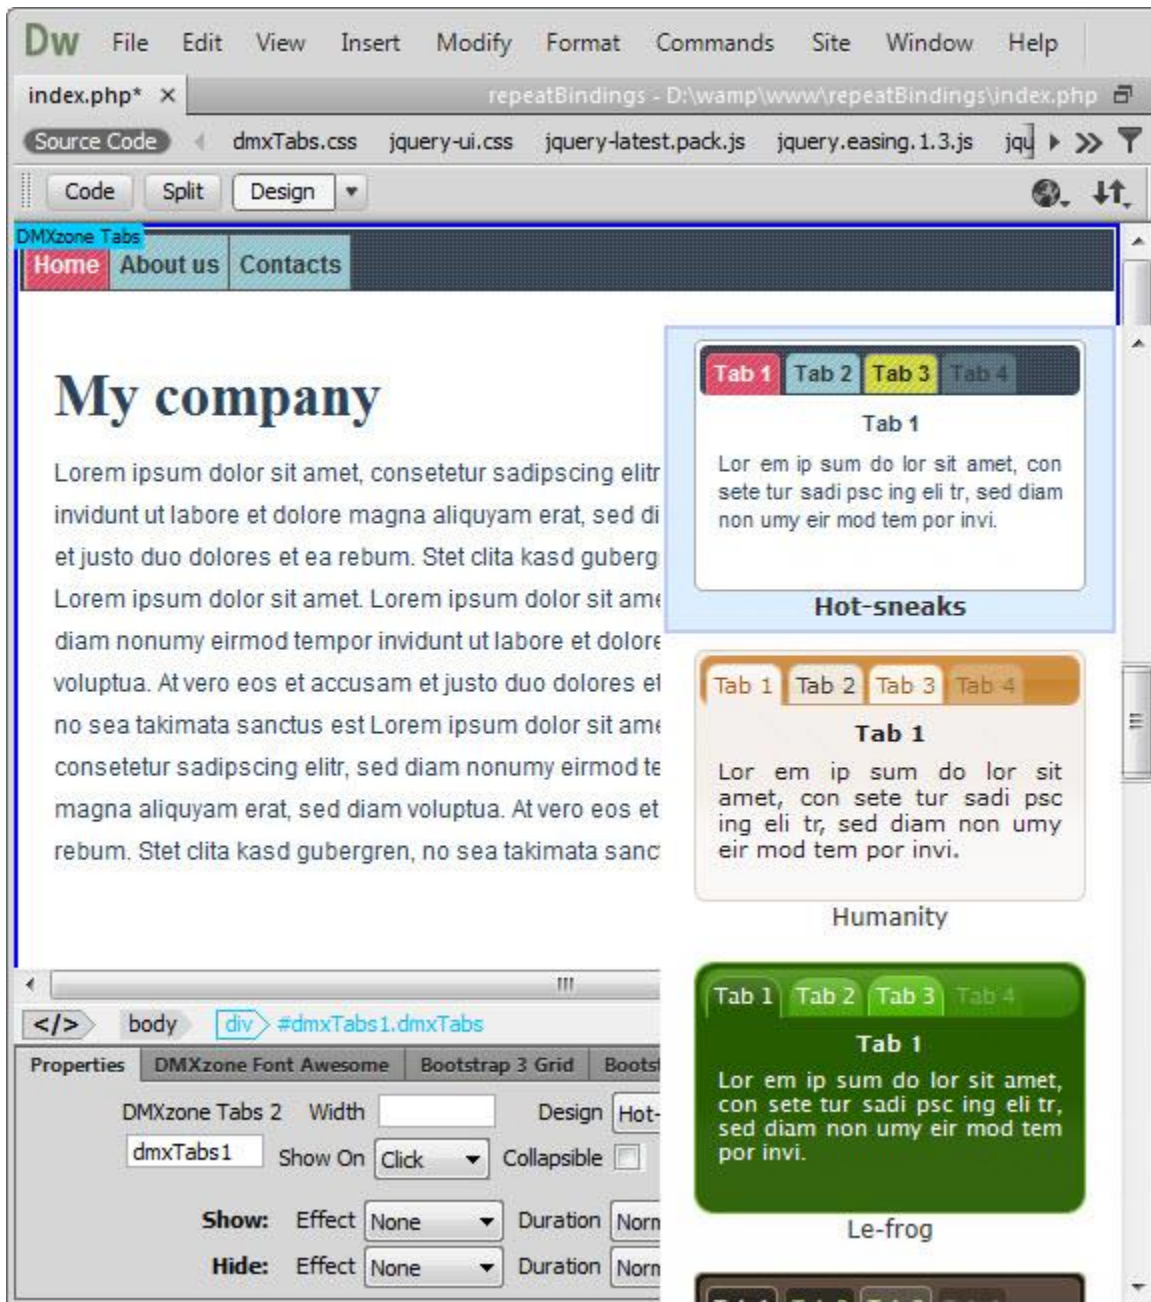 Dw File Edit View Insert Modify Format Commands Site Window Help
index.php* repeatBindings - D:\wamp\www\repeatBindings\index.php
Source Code dmxTabs.css jquery-ui.css jquery-latest.pack.js jquery.easing.1.3.js jqu
Code Split Design
DMXzone Tabs
Home About us Contacts
My company
Lorem ipsum dolor sit amet, consetetur sadipscing elitr
invidunt ut labore et dolore magna aliquyam erat, sed di
et justo duo dolores et ea rebum. Stet clita kasd guberg
Lorem ipsum dolor sit amet. Lorem ipsum dolor sit ame
diam nonumy eirmod tempor invidunt ut labore et dolore
voluptua. At vero eos et accusam et justo duo dolores et
no sea takimata sanctus est Lorem ipsum dolor sit ame
consetetur sadipscing elitr, sed diam nonumy eirmod te
magna aliquyam erat, sed diam voluptua. At vero eos et
rebum. Stet clita kasd gubergren, no sea takimata sanc
Tab 1 Tab 2 Tab 3 Tab 4
Tab 1
Lor em ip sum do lor sit amet, con
sete tur sadi psc ing eli tr, sed diam
non umy eir mod tem por invi.
Hot-sneaks
Tab 1 Tab 2 Tab 3 Tab 4
Tab 1
Lor em ip sum do lor sit
amet, con sete tur sadi psc
ing eli tr, sed diam non umy
eir mod tem por invi.
Humanity
Tab 1 Tab 2 Tab 3 Tab 4
Tab 1
Lor em ip sum do lor sit amet,
con sete tur sadi psc ing eli tr,
sed diam non umy eir mod tem
por invi.
Le-frog
</> body div #dmxTabs1.dmxTabs
Properties DMXzone Font Awesome Bootstrap 3 Grid Boots
DMXzone Tabs 2 Width Design Hot-
dmxTabs1 Show On Click Collapsible
Show: Effect None Duration Norm
Hide: Effect None Duration Norm